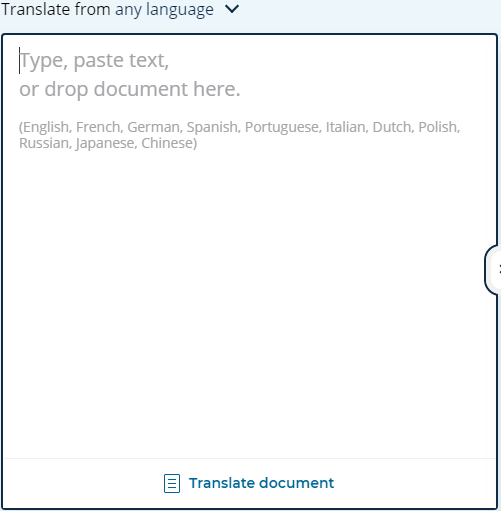 Translate from any language
Type, paste text,
or drop document here.
(English, French, German, Spanish, Portuguese, Italian, Dutch, Polish,
Russian, Japanese, Chinese)
Translate document